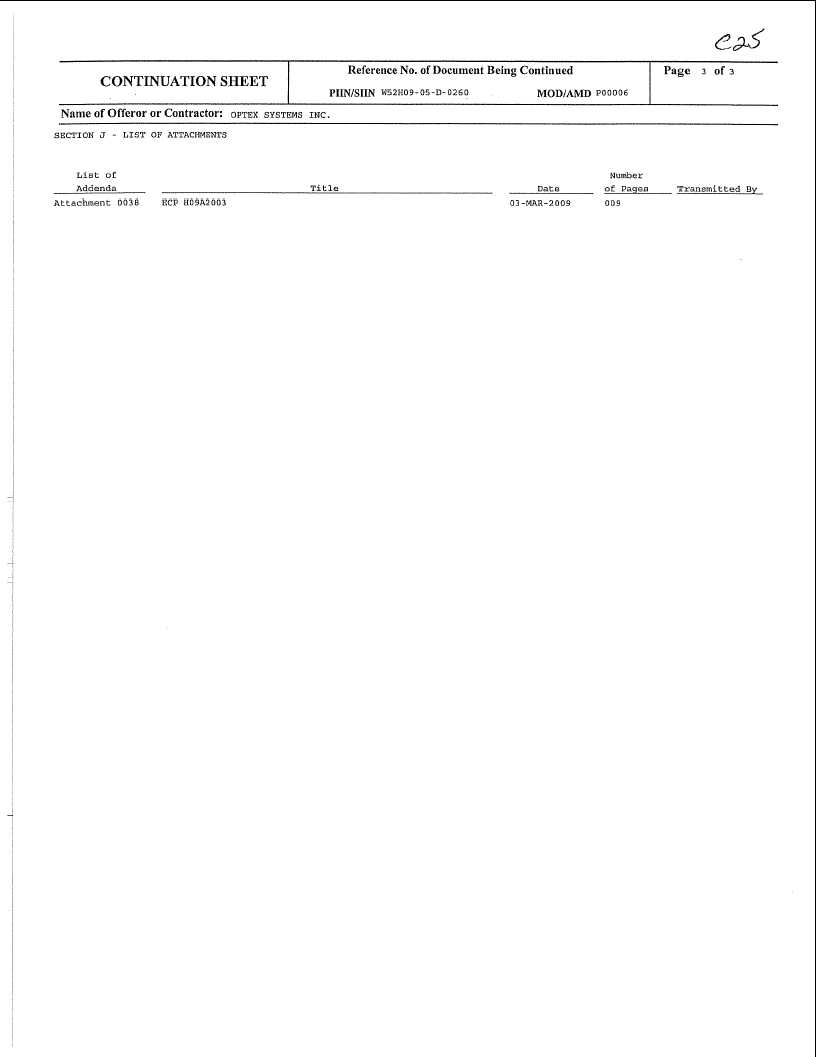 C25
CONTINUATION SHEET
Reference No. of Document Being Continued
PIIN/SIIN W52H09-05-D-0260 MOD/AMD P00006
Page 3 of 3
Name of Offeror or Contractor: OPTEX SYSTEMS INC.
SECTION J - LIST OF ATTACHMENTS
List of Number
Addenda Title Date of Pages Transmitted By
Attachment 0038 ECP H09A2003 03-MAR-2009 009